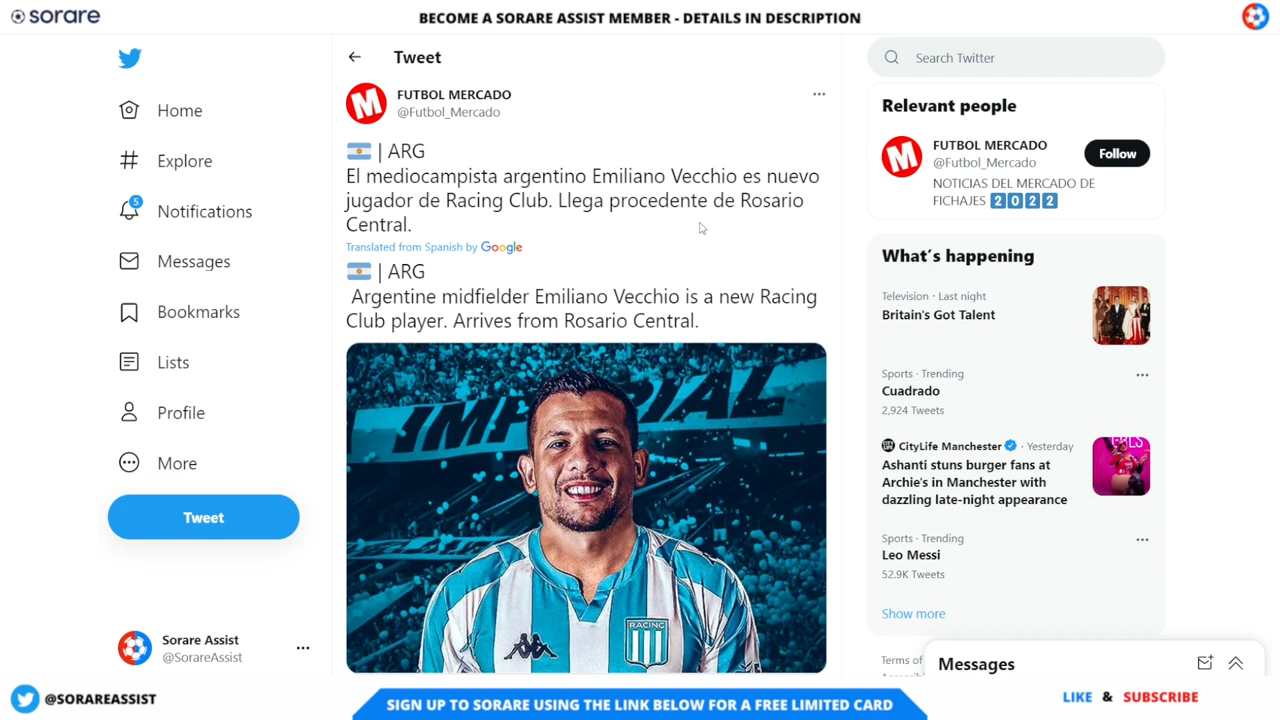 sorare
BECOME A SORARE ASSIST MEMBER - DETAILS IN DESCRIPTION
Home
Explore
5
Notifications
Messages
Bookmarks
Lists
Profile
More
Tweet
Sorare Assist
@SorareAssist
Tweet
FUTBOL MERCADO
@Futbol_Mercado
🇦🇷 | ARG
El mediocampista argentino Emiliano Vecchio es nuevo
jugador de Racing Club. Llega procedente de Rosario
Central.
Translated from Spanish by Google
🇦🇷 | ARG
Argentine midfielder Emiliano Vecchio is a new Racing
Club player. Arrives from Rosario Central.
IMPERIAL
RACING
Search Twitter
Relevant people
FUTBOL MERCADO
@Futbol_Mercado
Follow
NOTICIAS DEL MERCADO DE
FICHAJES 2022
What's happening
Television · Last night
Britain's Got Talent
Sports · Trending
Cuadrado
2,924 Tweets
CityLife Manchester · Yesterday
Ashanti stuns burger fans at
Archie's in Manchester with
dazzling late-night appearance
Sports · Trending
Leo Messi
52.9K Tweets
Show more
Terms of
Messages
@SORAREASSIST
SIGN UP TO SORARE USING THE LINK BELOW FOR A FREE LIMITED CARD
LIKE & SUBSCRIBE